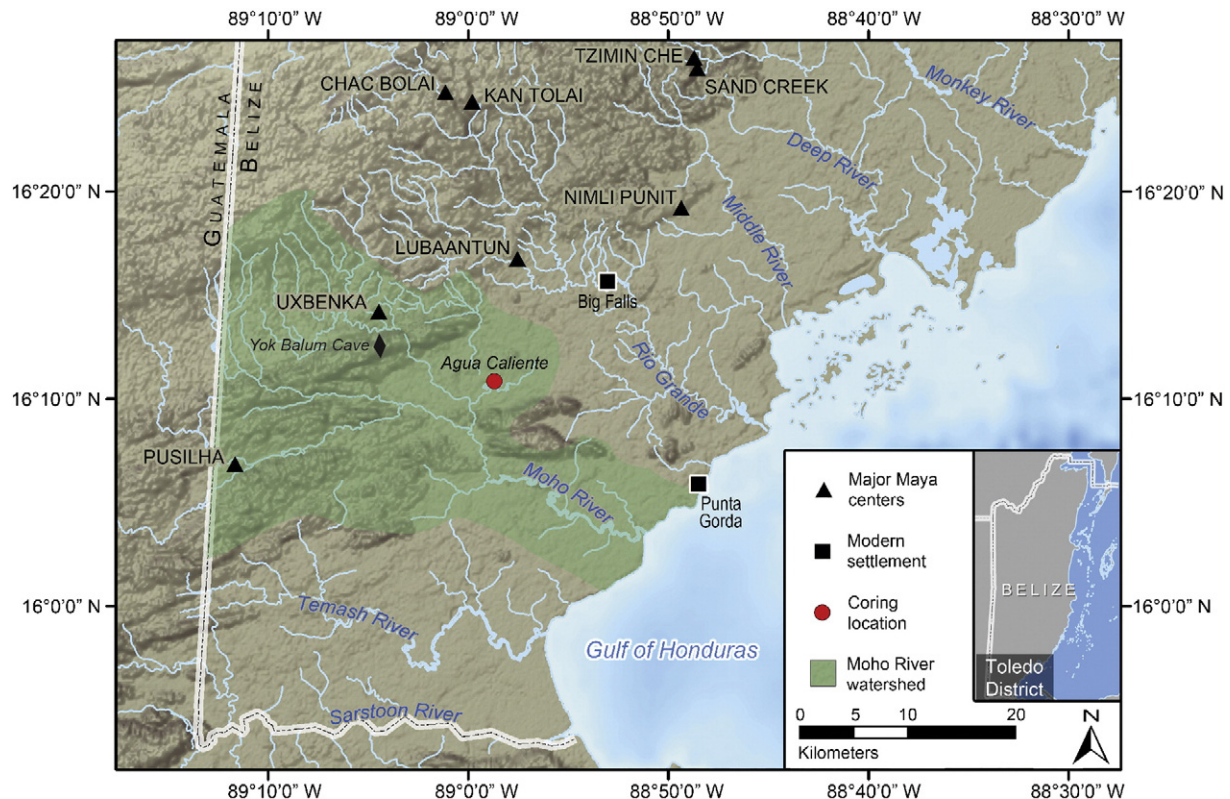 89°10'0" W
89°0'0" W
88°50'0" W
88°40'0" W
88°30'0" W
TZIMIN CHE
SAND CREEK
CHAC BOLAI
KAN TOLAI
Monkey River
Deep River
GUATEMALA
BELIZE
16°20'0" N
16°20'0" N
NIMLI PUNIT
Middle River
LUBAANTUN
Big Falls
UXBENKA
Yok Balum Cave
Agua Caliente
Rio Grande
16°10'0" N
16°10'0" N
PUSILHA
Moho River
Punta
Gorda
16°0'0" N
16°0'0" N
Temash River
Gulf of Honduras
Sarstoon River
Major Maya
centers
Modern
settlement
Coring
location
Moho River
watershed
0
5
10
20
Kilometers
BELIZE
Toledo
District
N
89°10'0" W
89°0'0" W
88°50'0" W
88°40'0" W
88°30'0" W